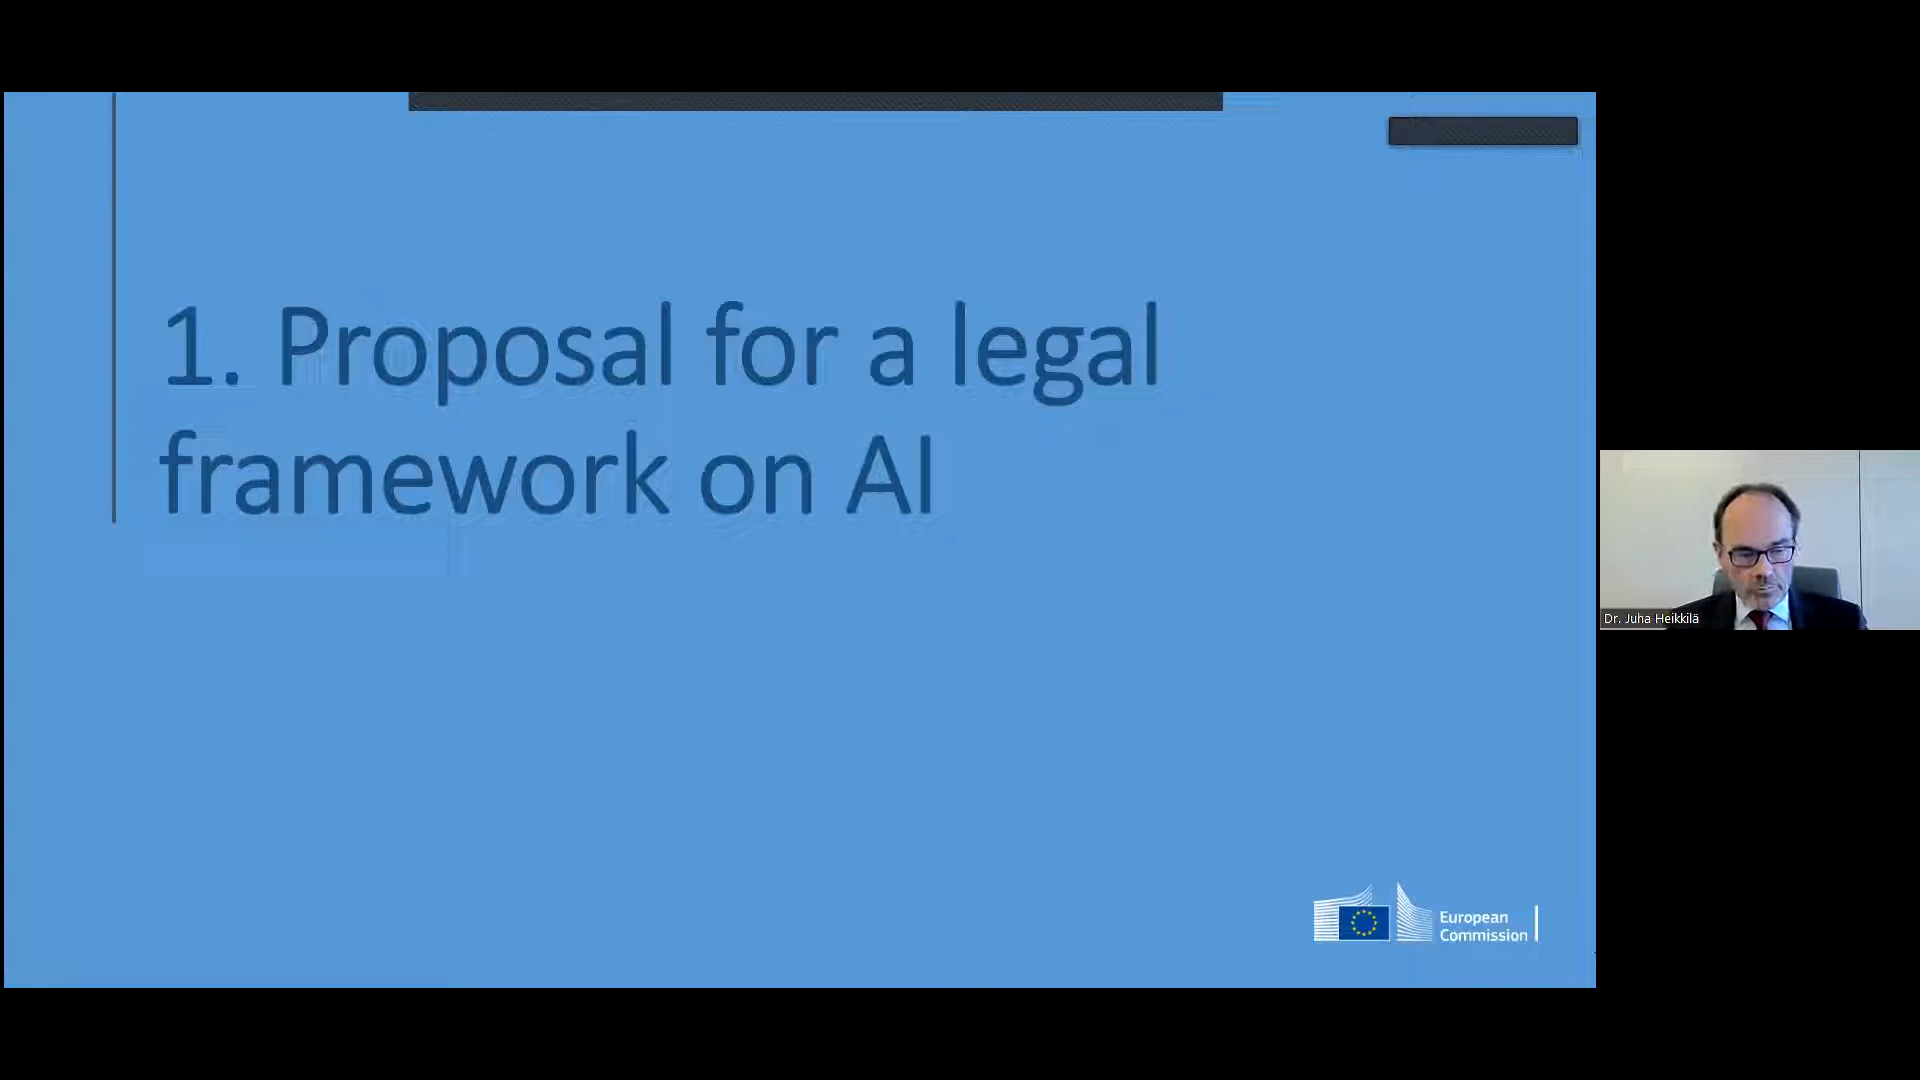 1. Proposal for a legal
framework on AI
European
Commission
Dr. Juha Heikkilä